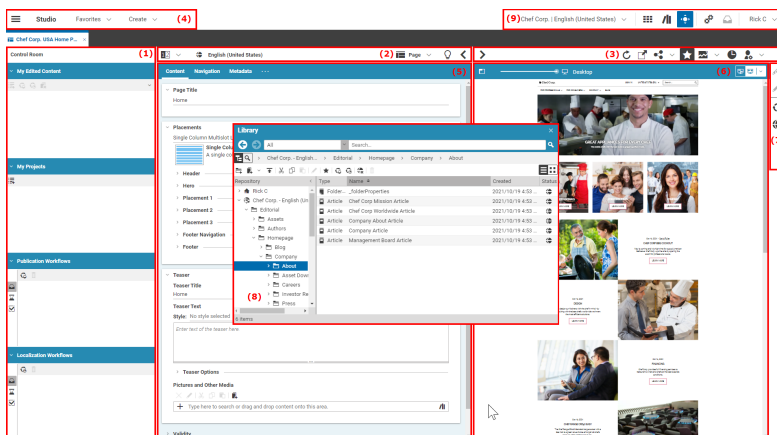 Studio Favorites Create (4) (9) Chef Corp. | English (United States) Rick C
Chef Corp. USA Home P... ×
Control Room (1)
English (United States) (2) Page
(3)
My Edited Content
Content Navigation Metadata ... (5)
Desktop (6)
Page Title
Home
Placements
Single Column Multislot L
Single Colu
A single co
Header
Hero
Placement 1
Placement 2
Placement 3
Footer Navigation
Footer
My Projects
Publication Workflows
Localization Workflows
Library
All Search...
Chef Corp. - English... > Editorial > Homepage > Company > About
Repository Type Name Created Status
Rick C
Chef Corp. - English (Un
Editorial
Assets
Authors
Homepage
Blog
Company
About
Asset Dow
Careers
Investor Re
Press
Folder... _folderProperties 2021/10/19 4:53 ...
Article Chef Corp Mission Article 2021/10/19 4:53 ...
Article Chef Corp Worldwide Article 2021/10/19 4:53 ...
Article Company About Article 2021/10/19 4:53 ...
Article Company Article 2021/10/19 4:53 ...
Article Management Board Article 2021/10/19 4:53 ...
(8)
6 items
Teaser
Teaser Title
Home
Teaser Text
Style: No style selected
Enter text of the teaser here.
Teaser Options
Pictures and Other Media
Type here to search or drag and drop content onto this area.
Validity